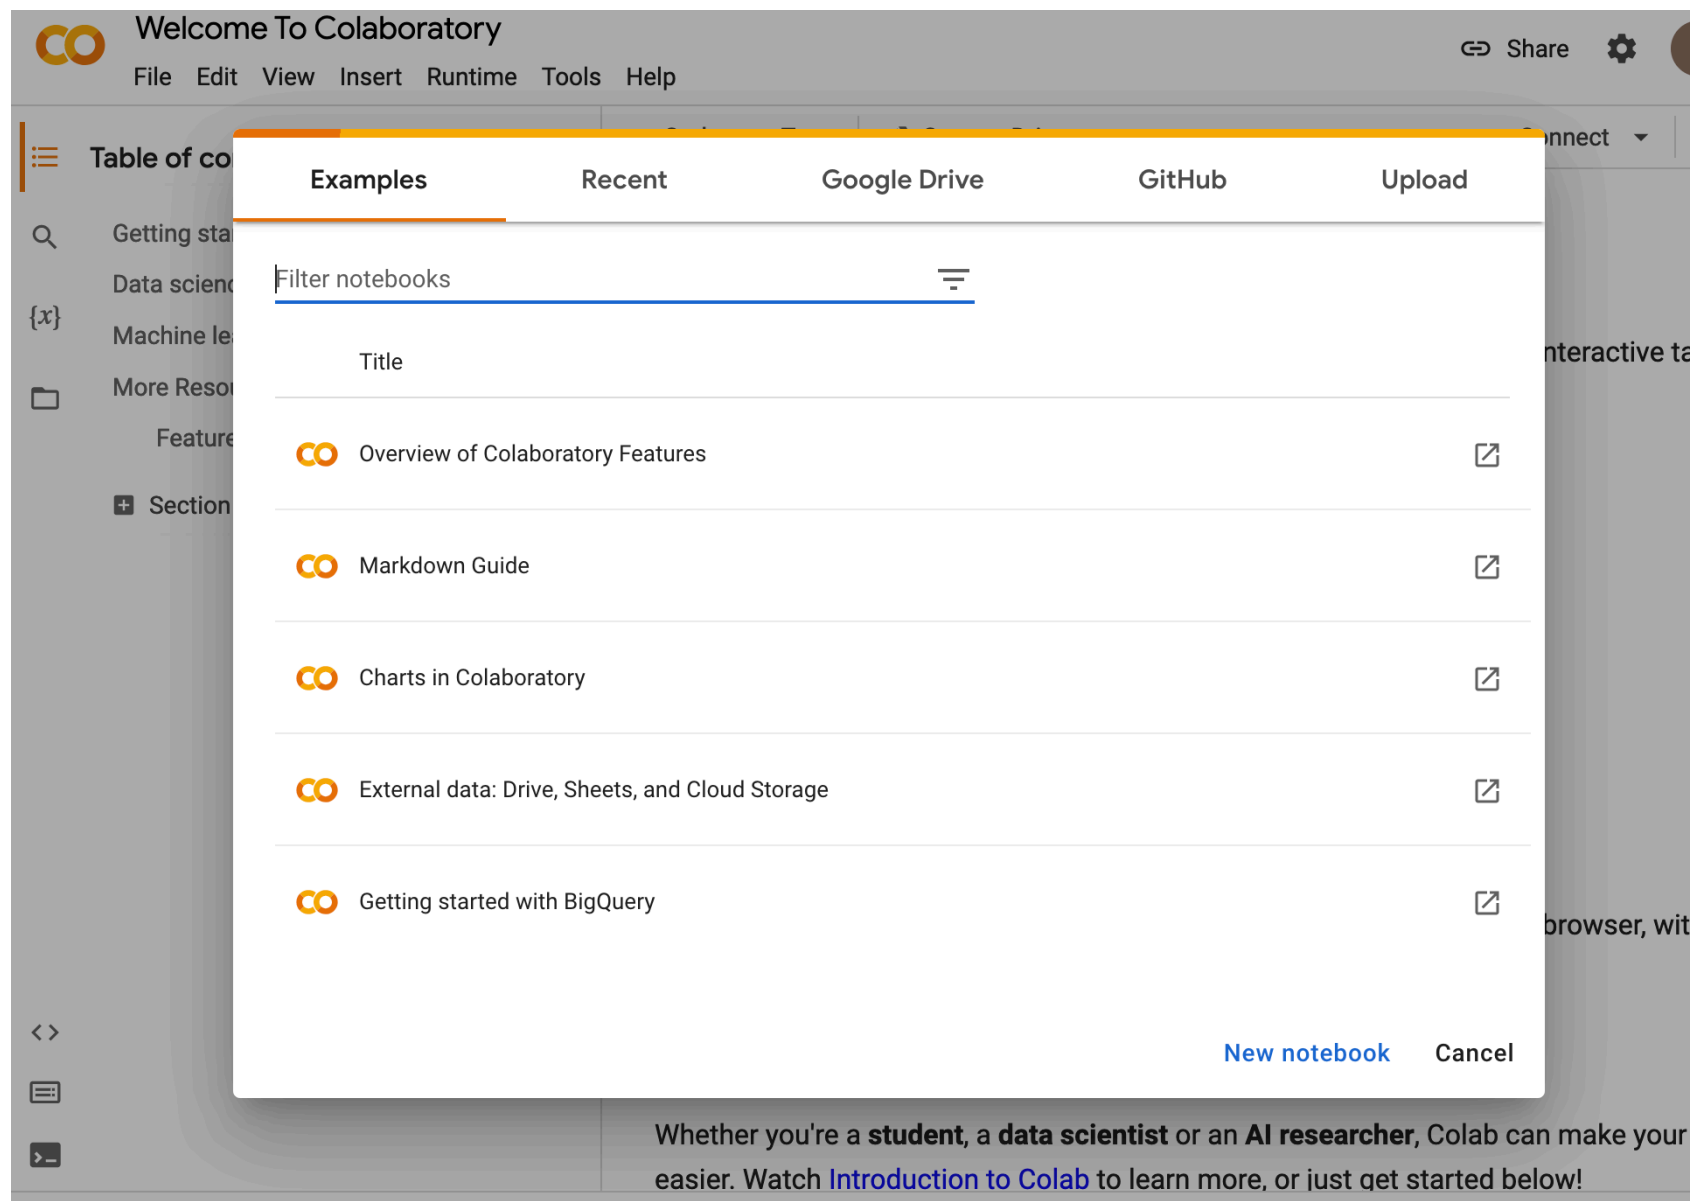 Welcome To Colaboratory
File Edit View Insert Runtime Tools Help
Share
Table of co
Getting sta
Data scienc
Machine le
More Resou
Feature
Section
{x}
Connect
Examples Recent Google Drive GitHub Upload
Filter notebooks
Title
Overview of Colaboratory Features
Markdown Guide
Charts in Colaboratory
External data: Drive, Sheets, and Cloud Storage
Getting started with BigQuery
New notebook Cancel
nteractive ta
browser, wit
Whether you're a student, a data scientist or an AI researcher, Colab can make your
easier. Watch Introduction to Colab to learn more, or just get started below!